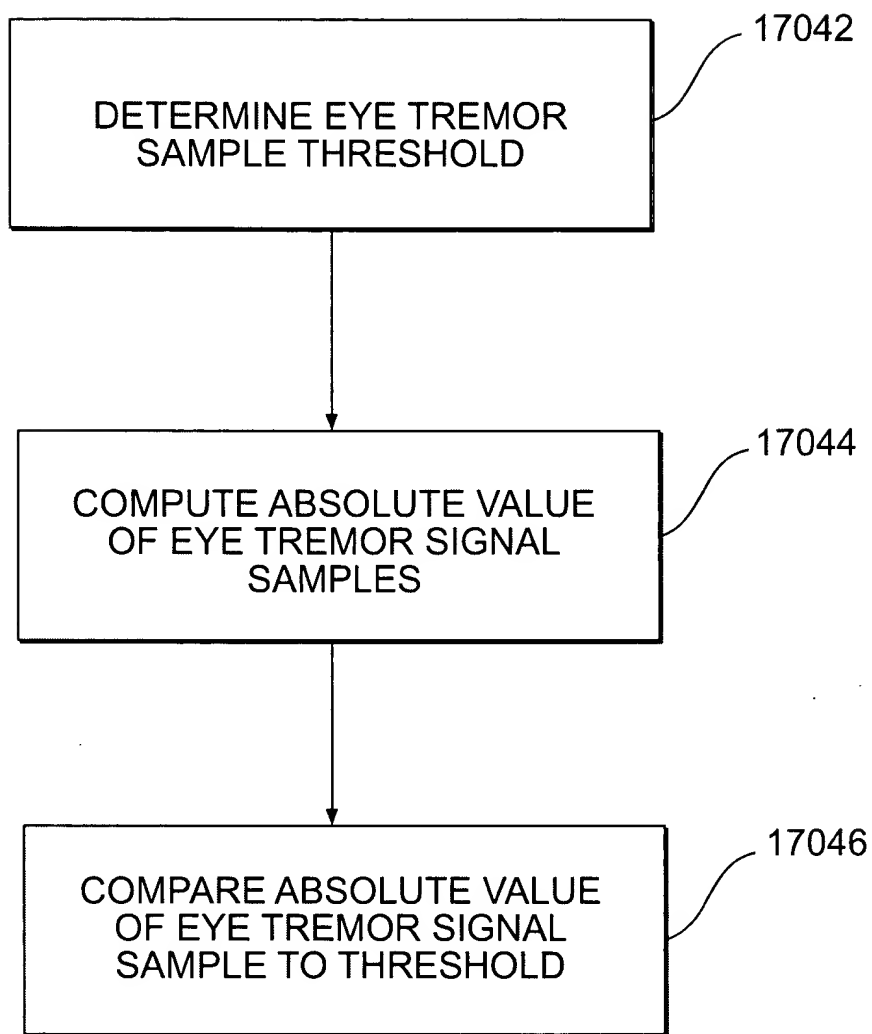 17042
DETERMINE EYE TREMOR
SAMPLE THRESHOLD
17044
COMPUTE ABSOLUTE VALUE
OF EYE TREMOR SIGNAL
SAMPLES
17046
COMPARE ABSOLUTE VALUE
OF EYE TREMOR SIGNAL
SAMPLE TO THRESHOLD